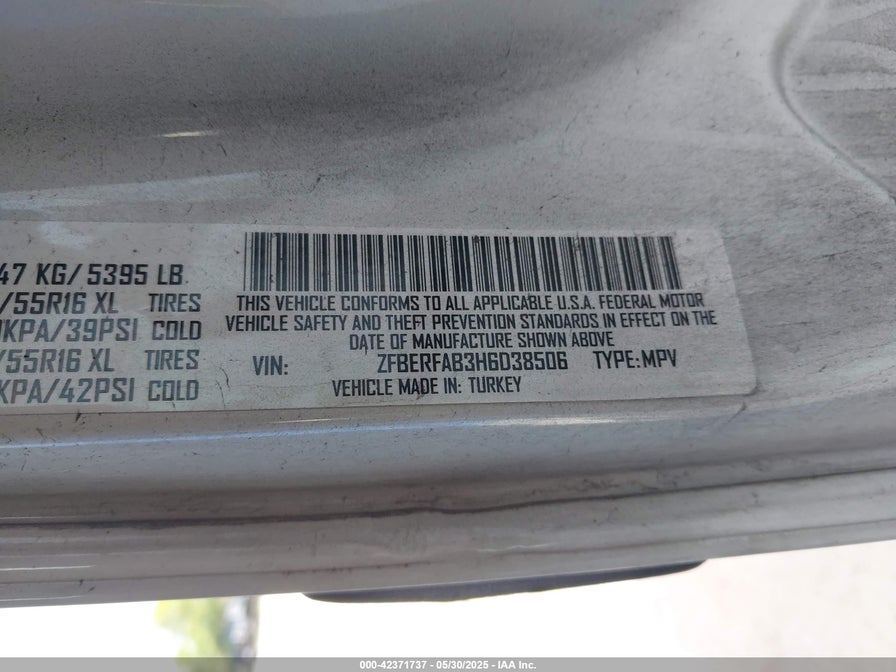 47 KG/ 5395 LB.
/55R16 XL TIRES
KPA/39PSI COLD
/55R16 XL TIRES
KPA/42PSI COLD
THIS VEHICLE CONFORMS TO ALL APPLICABLE U.S.A. FEDERAL MOTOR
VEHICLE SAFETY AND THEFT PREVENTION STANDARDS IN EFFECT ON THE
DATE OF MANUFACTURE SHOWN ABOVE
VIN: ZFBERFAB3H6D38506 TYPE:MPV
VEHICLE MADE IN: TURKEY
000-42371737 - 05/30/2025 - IAA Inc.